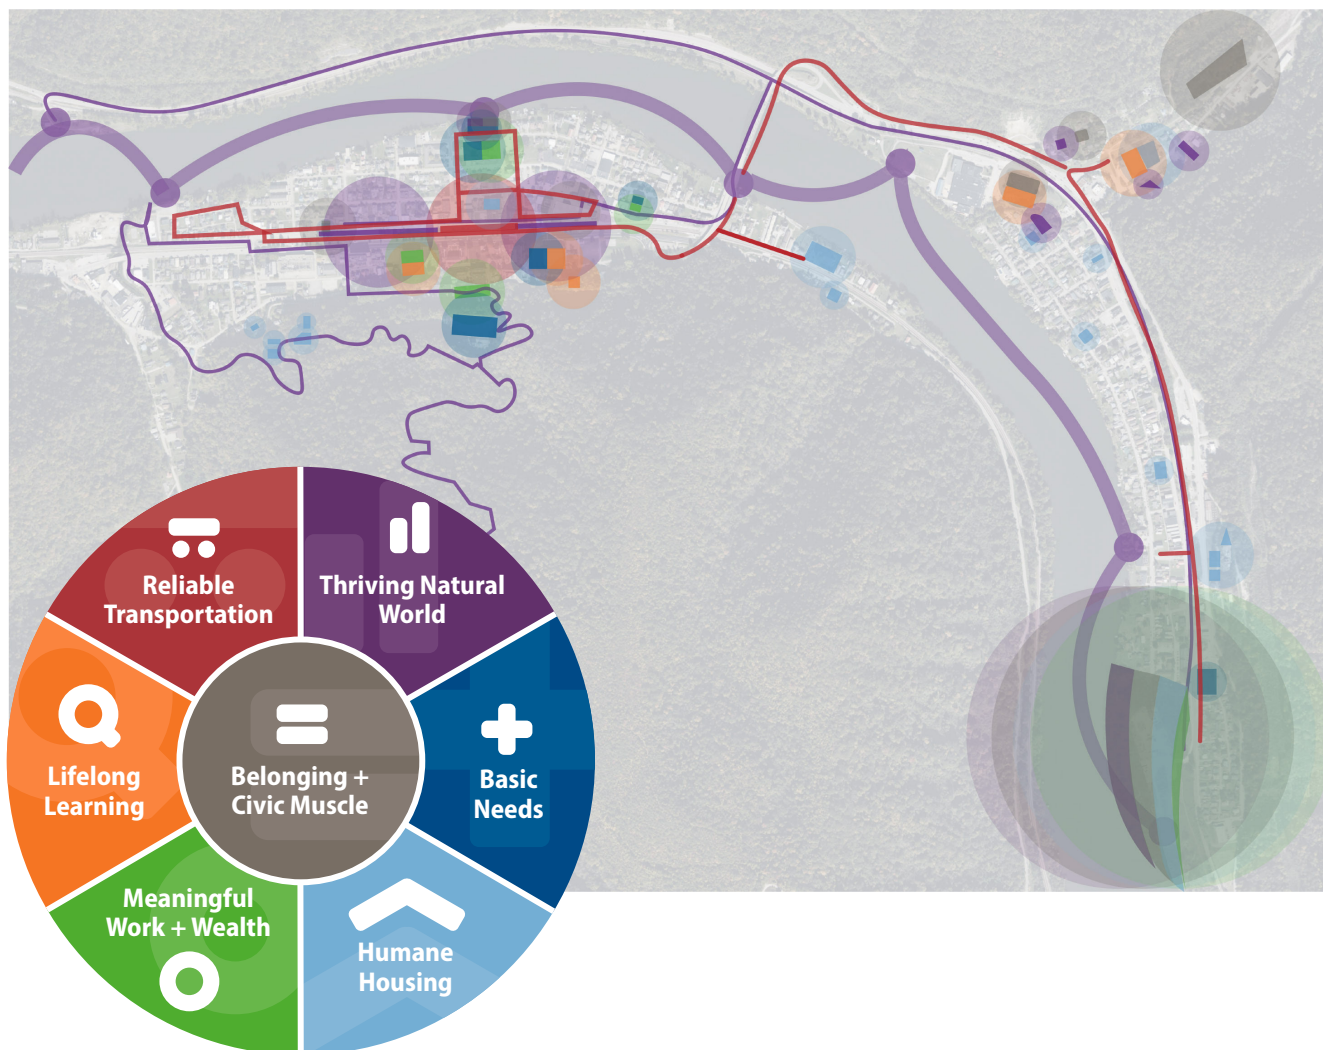 Reliable
Transportation
Thriving Natural
World
Lifelong
Learning
Belonging +
Civic Muscle
Basic
Needs
Meaningful
Work + Wealth
Humane
Housing